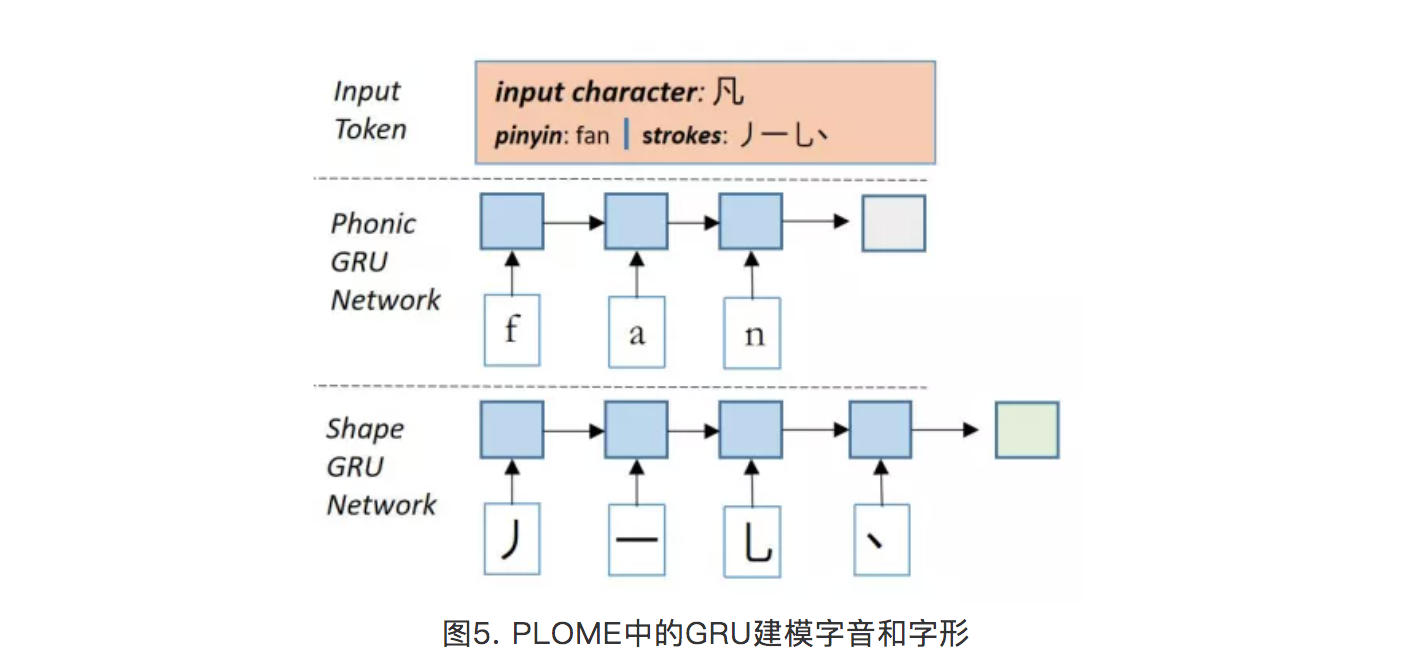 Input
Token
input character: 凡
pinyin: fan | strokes: 丿一乚丶
Phonic
GRU
Network
f a n
Shape
GRU
Network
丿 一 乚 丶
图5. PLOME中的GRU建模字音和字形